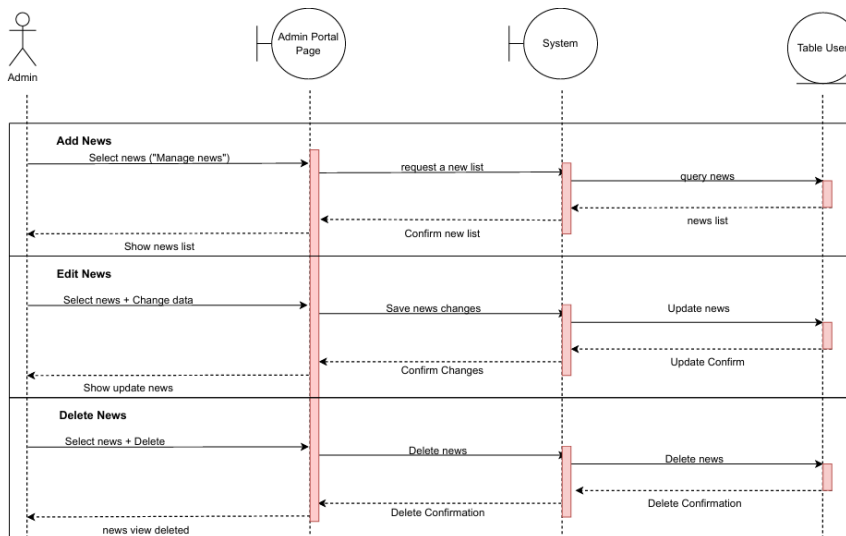 Admin
Admin Portal
Page
System
Table User
Add News
Select news ("Manage news")
request a new list
query news
news list
Confirm new list
Show news list
Edit News
Select news + Change data
Save news changes
Update news
Update Confirm
Confirm Changes
Show update news
Delete News
Select news + Delete
Delete news
Delete news
Delete Confirmation
Delete Confirmation
news view deleted